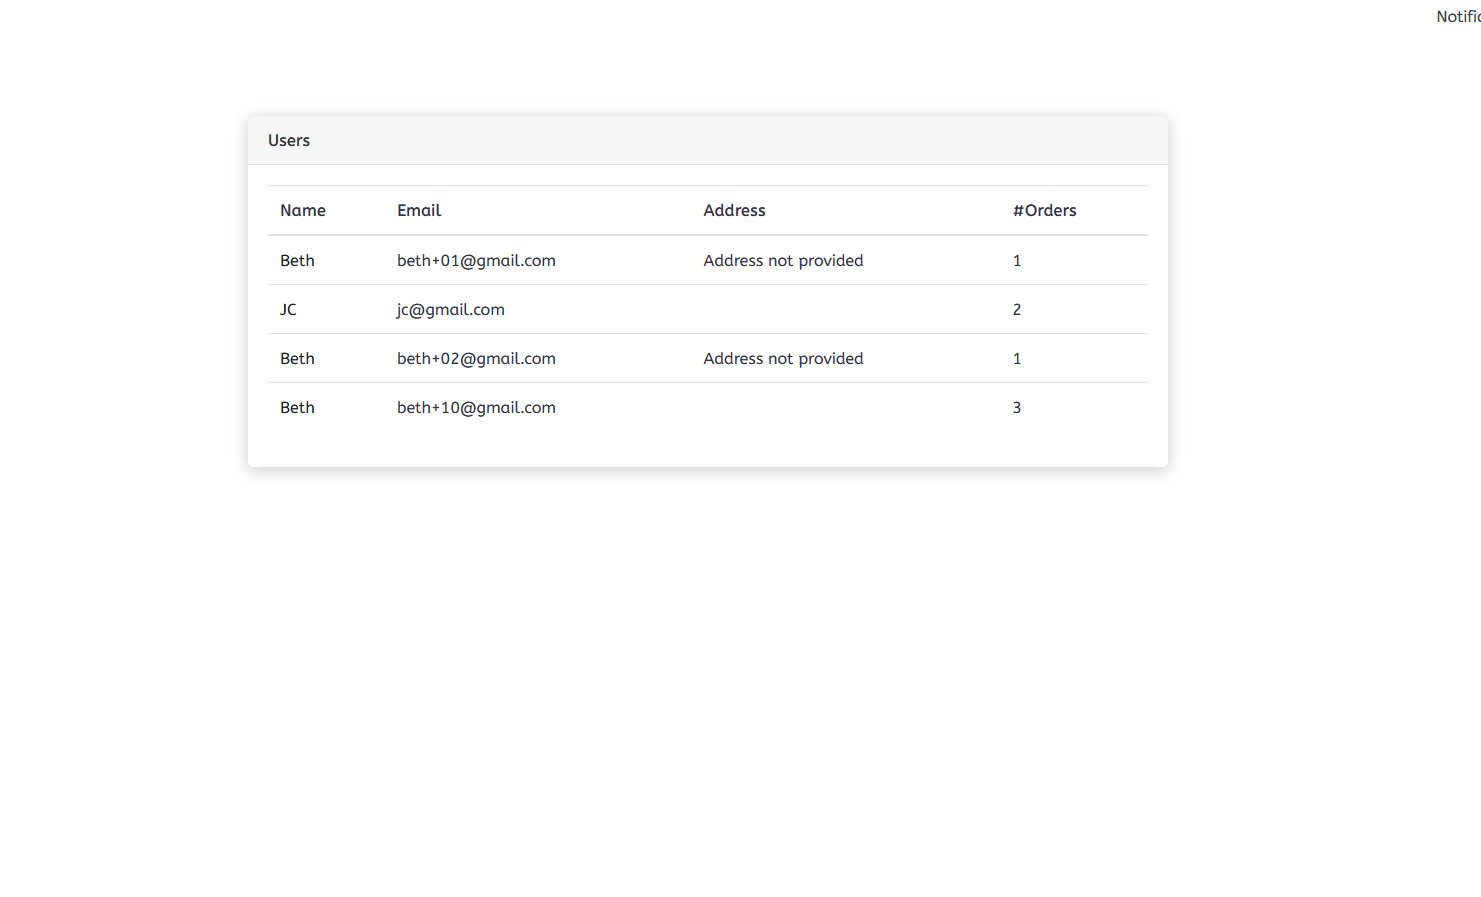 Users
Name Email Address #Orders
Beth beth+01@gmail.com Address not provided 1
JC jc@gmail.com 2
Beth beth+02@gmail.com Address not provided 1
Beth beth+10@gmail.com 3